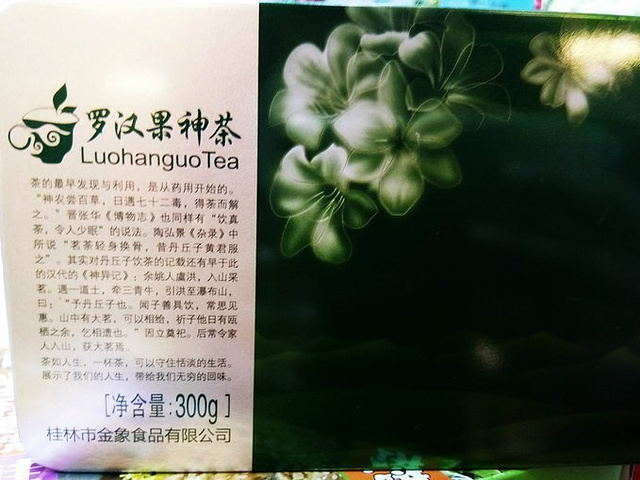 罗汉果神茶
LuohanguoTea
茶的最早发现与利用，是从药用开始的。
“神农尝百草，日遇七十二毒，得茶而解
之。”晋张华《博物志》也同样有“饮真
茶，令人少眠”的说法。陶弘景《杂录》中
所说“茗茶轻身换骨，昔丹丘子黄君服
之”。其实对丹丘子饮茶的记载还有早于此
的汉代的《神异记》：余姚人虞洪，入山采
茗。遇一道士，牵三青牛，引洪至瀑布山，
曰：“予丹丘子也。闻子善具饮，常思见
惠。山中有大茗，可以相给，祈子他日有瓯
栖之余，乞相遗也。”因立奠祀。后常令家
人入山，获大茗焉。
茶如人生，一杯茶，可以守住恬淡的生活。
展示了我们的人生，带给我们无穷的回味。
[净含量:300g]
桂林市金象食品有限公司